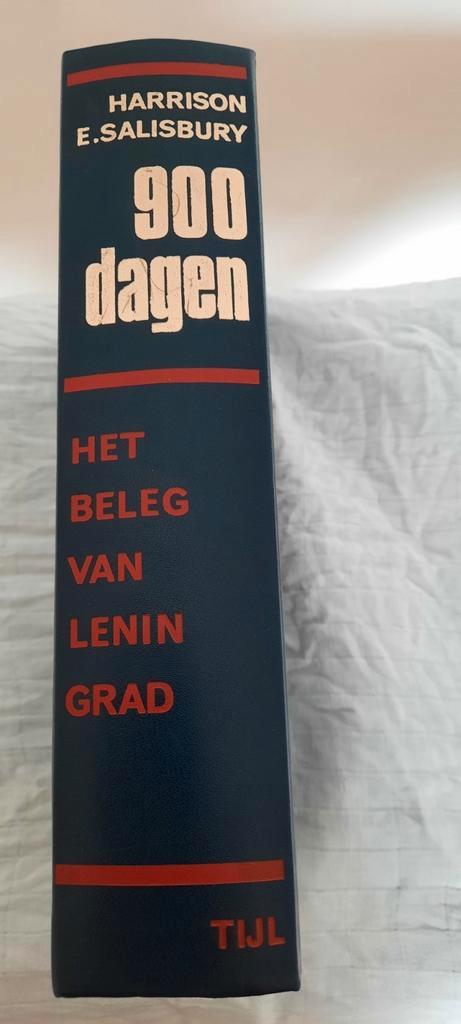 HARRISON
E.SALISBURY
900
dagen
HET
BELEG
VAN
LENIN
GRAD
TIJL